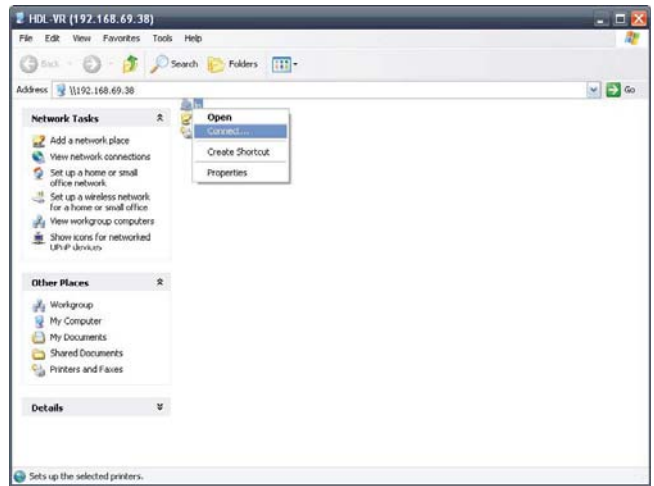 HDL-VR (192.168.69.38)
File Edit View Favorites Tools Help
Back Search Folders
Address \\192.168.69.38 Go
Network Tasks
Add a network place
View network connections
Set up a home or small
office network
Set up a wireless network
for a home or small office
View workgroup computers
Show icons for networked
UPnP devices
Other Places
Workgroup
My Computer
My Documents
Shared Documents
Printers and Faxes
Details
Open
Connect...
Create Shortcut
Properties
Sets up the selected printers.